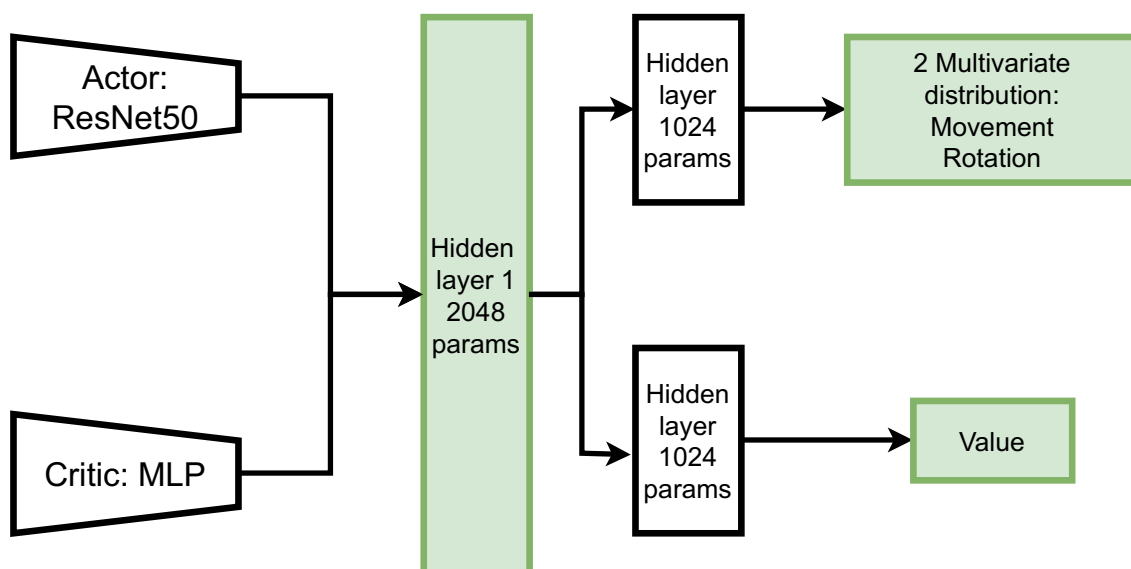 Actor:
ResNet50
Critic: MLP
Hidden
layer 1
2048
params
Hidden
layer
1024
params
2 Multivariate
distribution:
Movement
Rotation
Hidden
layer
1024
params
Value